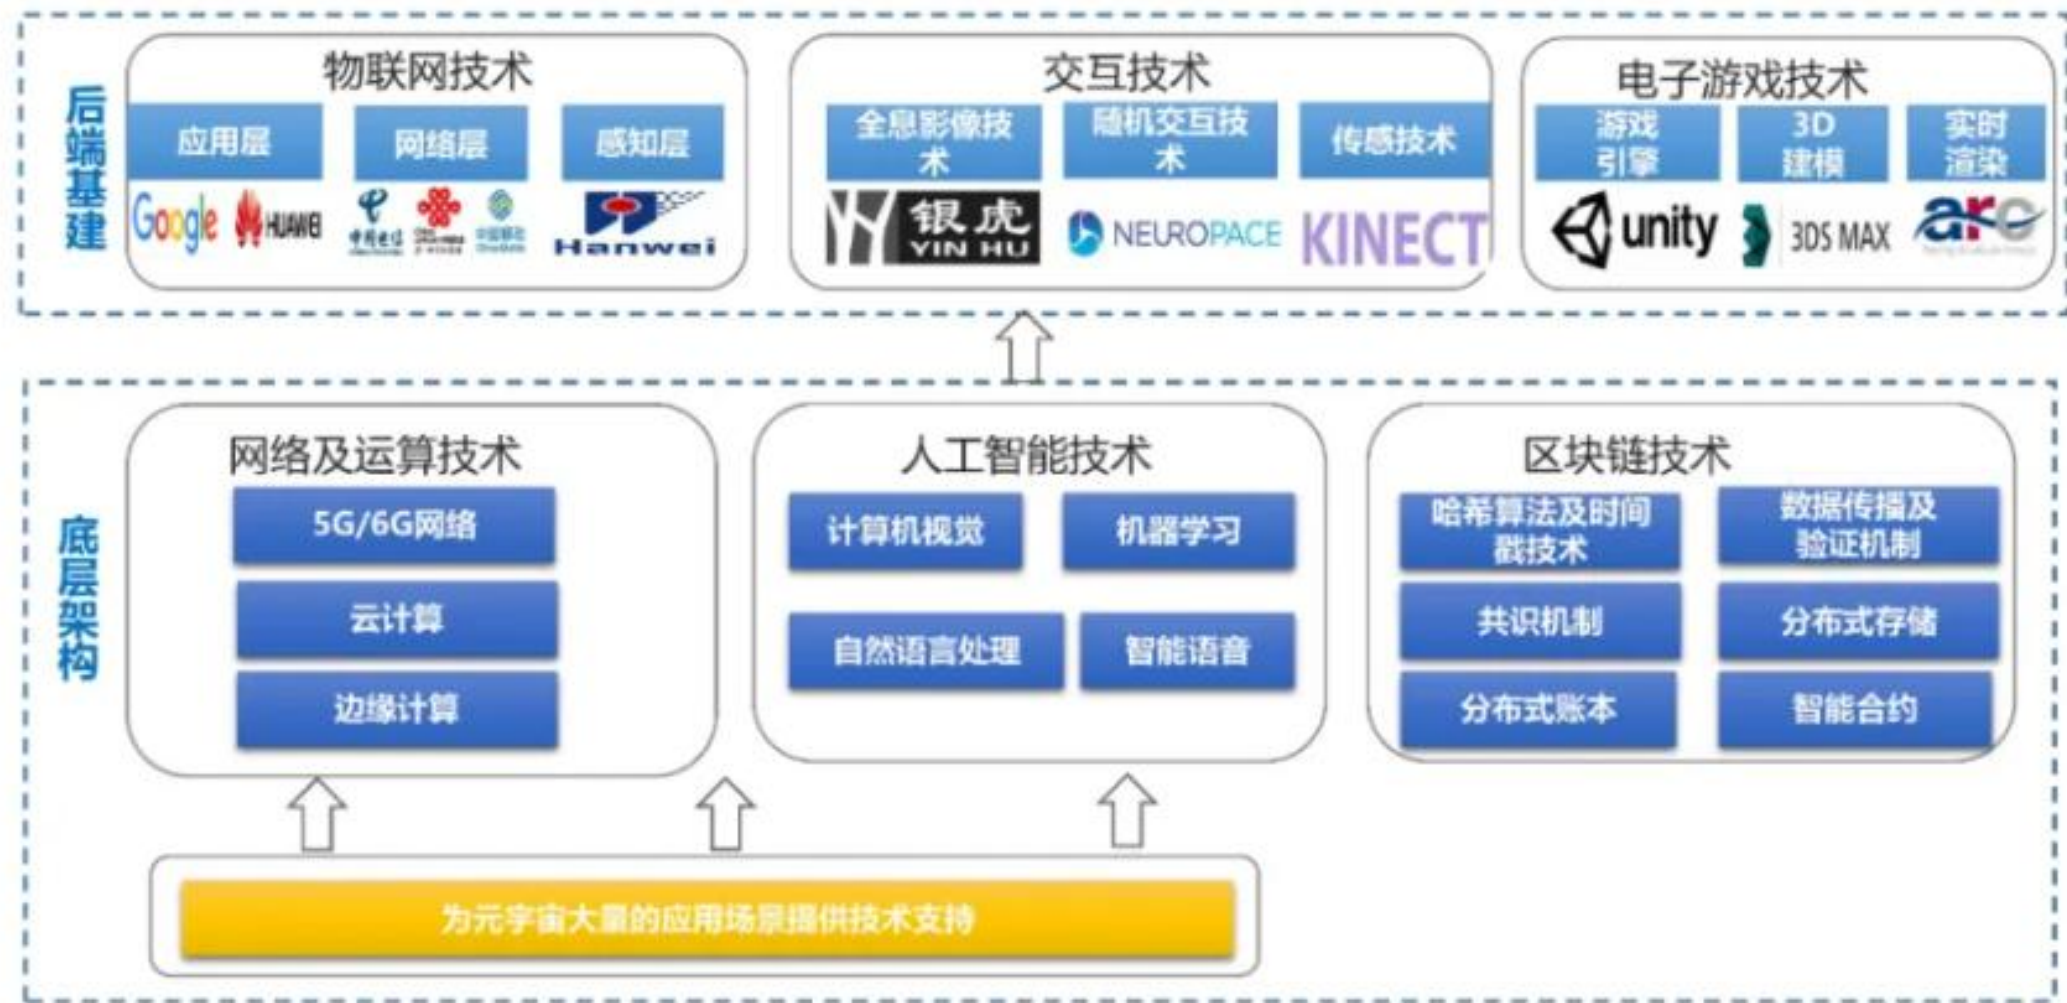 后端基建
物联网技术
应用层
网络层
感知层
Google
HUAWEI
中国电信
中国移动
Hanwei
交互技术
全息影像技
术
随机交互技
术
传感技术
银虎
YIN HU
NEUROPACE
KINECT
电子游戏技术
游戏
引擎
3D
建模
实时
渲染
unity
3DS MAX
arc
底层架构
网络及运算技术
5G/6G网络
云计算
边缘计算
人工智能技术
计算机视觉
机器学习
自然语言处理
智能语音
区块链技术
哈希算法及时间
戳技术
数据传播及
验证机制
共识机制
分布式存储
分布式账本
智能合约
为元宇宙大量的应用场景提供技术支持